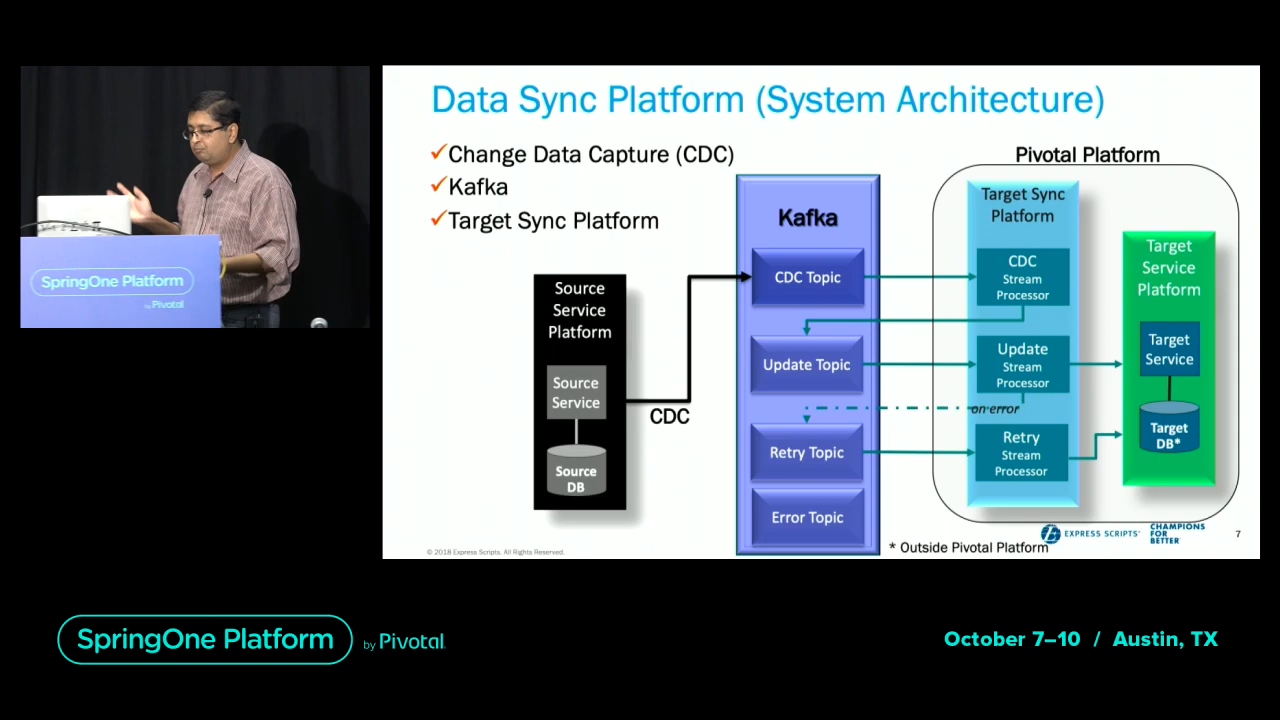 Data Sync Platform (System Architecture)
✓Change Data Capture (CDC)
✓Kafka
✓Target Sync Platform
Source
Service
Platform
Source
Service
Source
DB
CDC
Kafka
CDC Topic
Update Topic
Retry Topic
Error Topic
Pivotal Platform
Target Sync
Platform
CDC
Stream
Processor
Update
Stream
Processor
on error
Retry
Stream
Processor
Target
Service
Platform
Target
Service
Target
DB*
* Outside Pivotal Platform
EXPRESS SCRIPTS®
CHAMPIONS
FOR
BETTER
7
© 2018 Express Scripts. All Rights Reserved.
SpringOne Platform
by Pivotal
SpringOne Platform by Pivotal.
October 7–10 / Austin, TX